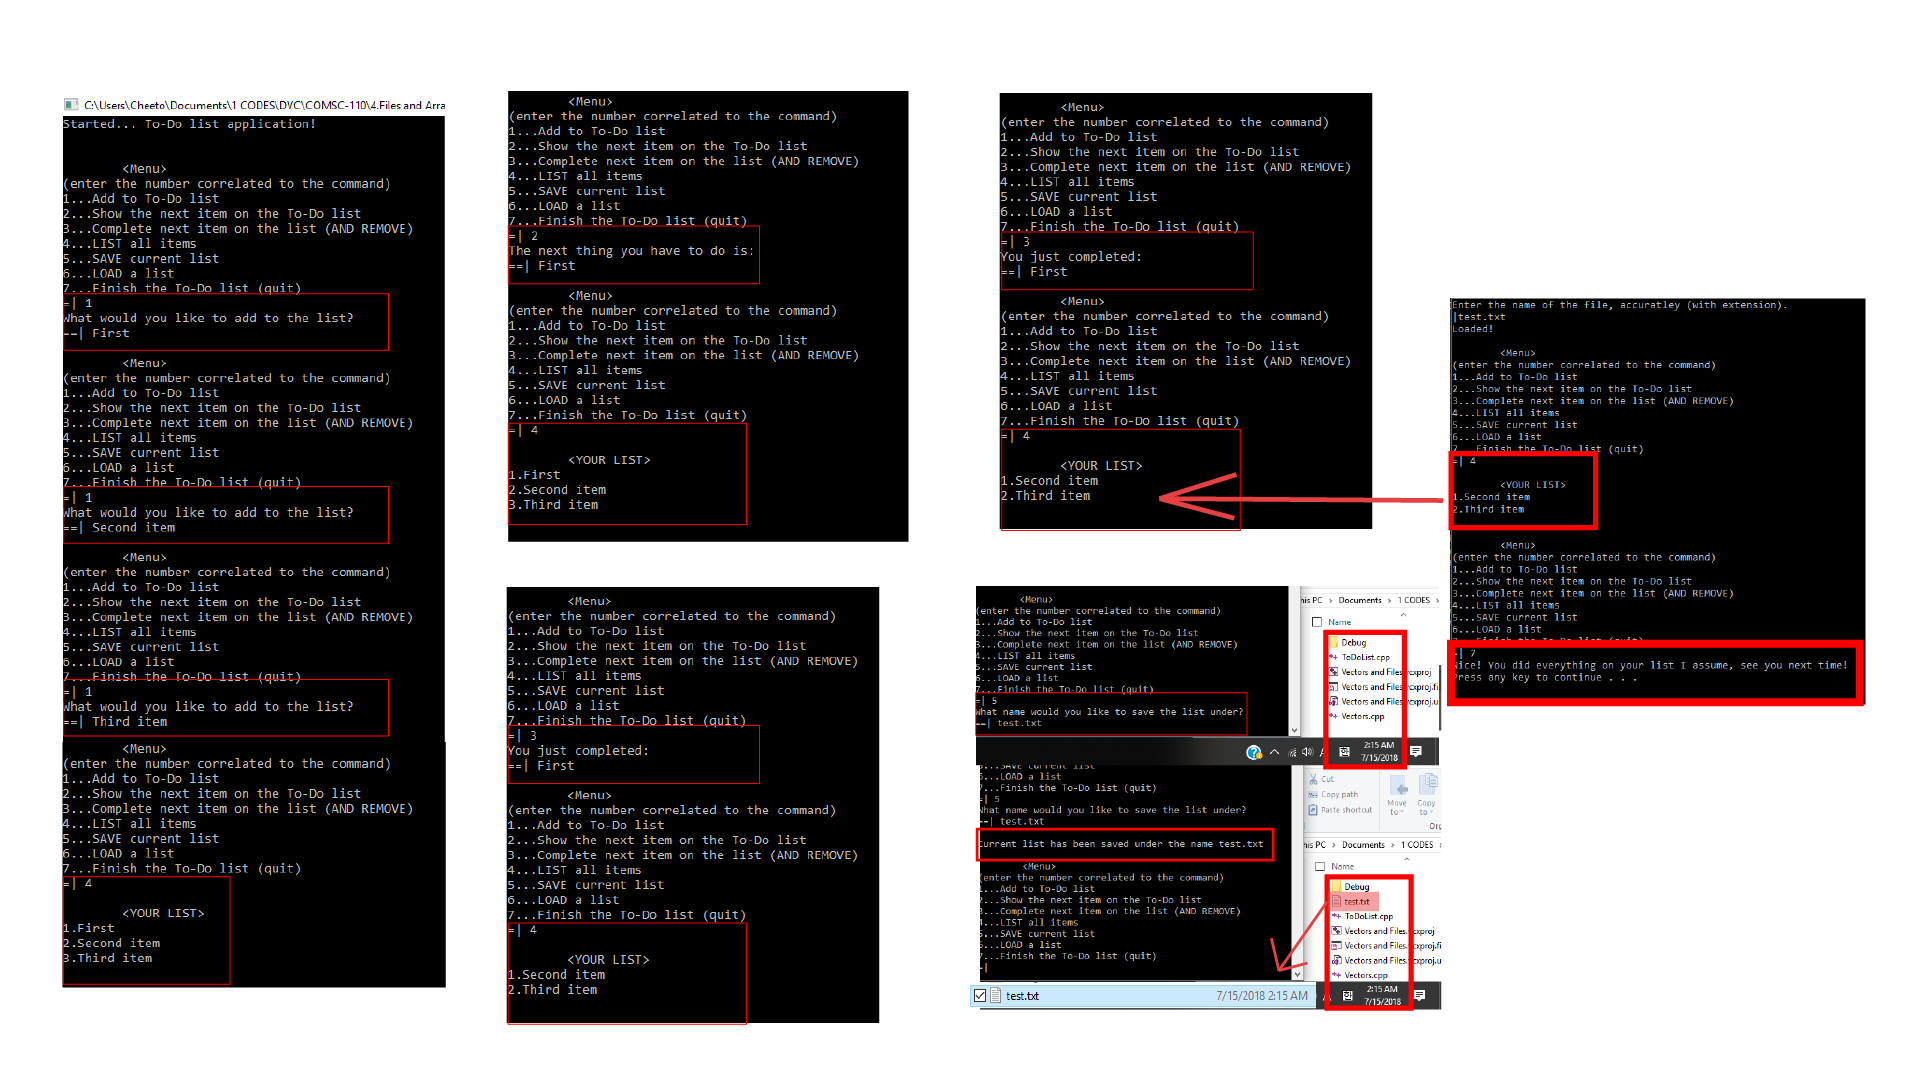 C:\Users\Cheeto\Documents\1 CODES\DVC\COMSC-110\4.Files and Arra
Started... To-Do list application!
<Menu>
(enter the number correlated to the command)
1...Add to To-Do list
2...Show the next item on the To-Do list
3...Complete next item on the list (AND REMOVE)
4...LIST all items
5...SAVE current list
6...LOAD a list
7...Finish the To-Do list (quit)
=| 1
What would you like to add to the list?
==| First
<Menu>
(enter the number correlated to the command)
1...Add to To-Do list
2...Show the next item on the To-Do list
3...Complete next item on the list (AND REMOVE)
4...LIST all items
5...SAVE current list
6...LOAD a list
7...Finish the To-Do list (quit)
=| 1
What would you like to add to the list?
==| Second item
<Menu>
(enter the number correlated to the command)
1...Add to To-Do list
2...Show the next item on the To-Do list
3...Complete next item on the list (AND REMOVE)
4...LIST all items
5...SAVE current list
6...LOAD a list
7...Finish the To-Do list (quit)
=| 1
What would you like to add to the list?
==| Third item
<Menu>
(enter the number correlated to the command)
1...Add to To-Do list
2...Show the next item on the To-Do list
3...Complete next item on the list (AND REMOVE)
4...LIST all items
5...SAVE current list
6...LOAD a list
7...Finish the To-Do list (quit)
=| 4
<YOUR LIST>
1.First
2.Second item
3.Third item
<Menu>
(enter the number correlated to the command)
1...Add to To-Do list
2...Show the next item on the To-Do list
3...Complete next item on the list (AND REMOVE)
4...LIST all items
5...SAVE current list
6...LOAD a list
7...Finish the To-Do list (quit)
=| 2
The next thing you have to do is:
==| First
<Menu>
(enter the number correlated to the command)
1...Add to To-Do list
2...Show the next item on the To-Do list
3...Complete next item on the list (AND REMOVE)
4...LIST all items
5...SAVE current list
6...LOAD a list
7...Finish the To-Do list (quit)
=| 4
<YOUR LIST>
1.First
2.Second item
3.Third item
<Menu>
(enter the number correlated to the command)
1...Add to To-Do list
2...Show the next item on the To-Do list
3...Complete next item on the list (AND REMOVE)
4...LIST all items
5...SAVE current list
6...LOAD a list
7...Finish the To-Do list (quit)
=| 3
You just completed:
==| First
<Menu>
(enter the number correlated to the command)
1...Add to To-Do list
2...Show the next item on the To-Do list
3...Complete next item on the list (AND REMOVE)
4...LIST all items
5...SAVE current list
6...LOAD a list
7...Finish the To-Do list (quit)
=| 4
<YOUR LIST>
1.Second item
2.Third item
<Menu>
(enter the number correlated to the command)
1...Add to To-Do list
2...Show the next item on the To-Do list
3...Complete next item on the list (AND REMOVE)
4...LIST all items
5...SAVE current list
6...LOAD a list
7...Finish the To-Do list (quit)
=| 3
You just completed:
==| First
<Menu>
(enter the number correlated to the command)
1...Add to To-Do list
2...Show the next item on the To-Do list
3...Complete next item on the list (AND REMOVE)
4...LIST all items
5...SAVE current list
6...LOAD a list
7...Finish the To-Do list (quit)
=| 4
<YOUR LIST>
1.Second item
2.Third item
<Menu>
(enter the number correlated to the command)
1...Add to To-Do list
2...Show the next item on the To-Do list
3...Complete next item on the list (AND REMOVE)
4...LIST all items
5...SAVE current list
6...LOAD a list
7...Finish the To-Do list (quit)
=| 5
What name would you like to save the list under?
==| test.txt
his PC > Documents > 1 CODES >
Name
Debug
ToDoList.cpp
Vectors and Files.vcxproj
Vectors and Files.vcxproj.fi
Vectors and Files.vcxproj.u
Vectors.cpp
2:15 AM
7/15/2018
5...SAVE current list
6...LOAD a list
7...Finish the To-Do list (quit)
=| 5
What name would you like to save the list under?
==| test.txt
Current list has been saved under the name test.txt
<Menu>
(enter the number correlated to the command)
1...Add to To-Do list
2...Show the next item on the To-Do list
3...Complete next item on the list (AND REMOVE)
4...LIST all items
5...SAVE current list
6...LOAD a list
7...Finish the To-Do list (quit)
=|
Cut
Copy path
Paste shortcut
Move to
Copy to
Org
his PC > Documents > 1 CODES >
Name
Debug
test.txt
ToDoList.cpp
Vectors and Files.vcxproj
Vectors and Files.vcxproj.fi
Vectors and Files.vcxproj.u
Vectors.cpp
2:15 AM
7/15/2018
test.txt 7/15/2018 2:15 AM
Enter the name of the file, accuratley (with extension).
|test.txt
Loaded!
<Menu>
(enter the number correlated to the command)
1...Add to To-Do list
2...Show the next item on the To-Do list
3...Complete next item on the list (AND REMOVE)
4...LIST all items
5...SAVE current list
6...LOAD a list
7...Finish the To-Do list (quit)
=| 4
<YOUR LIST>
1.Second item
2.Third item
<Menu>
(enter the number correlated to the command)
1...Add to To-Do list
2...Show the next item on the To-Do list
3...Complete next item on the list (AND REMOVE)
4...LIST all items
5...SAVE current list
6...LOAD a list
=| 7
Nice! You did everything on your list I assume, see you next time!
Press any key to continue . . .